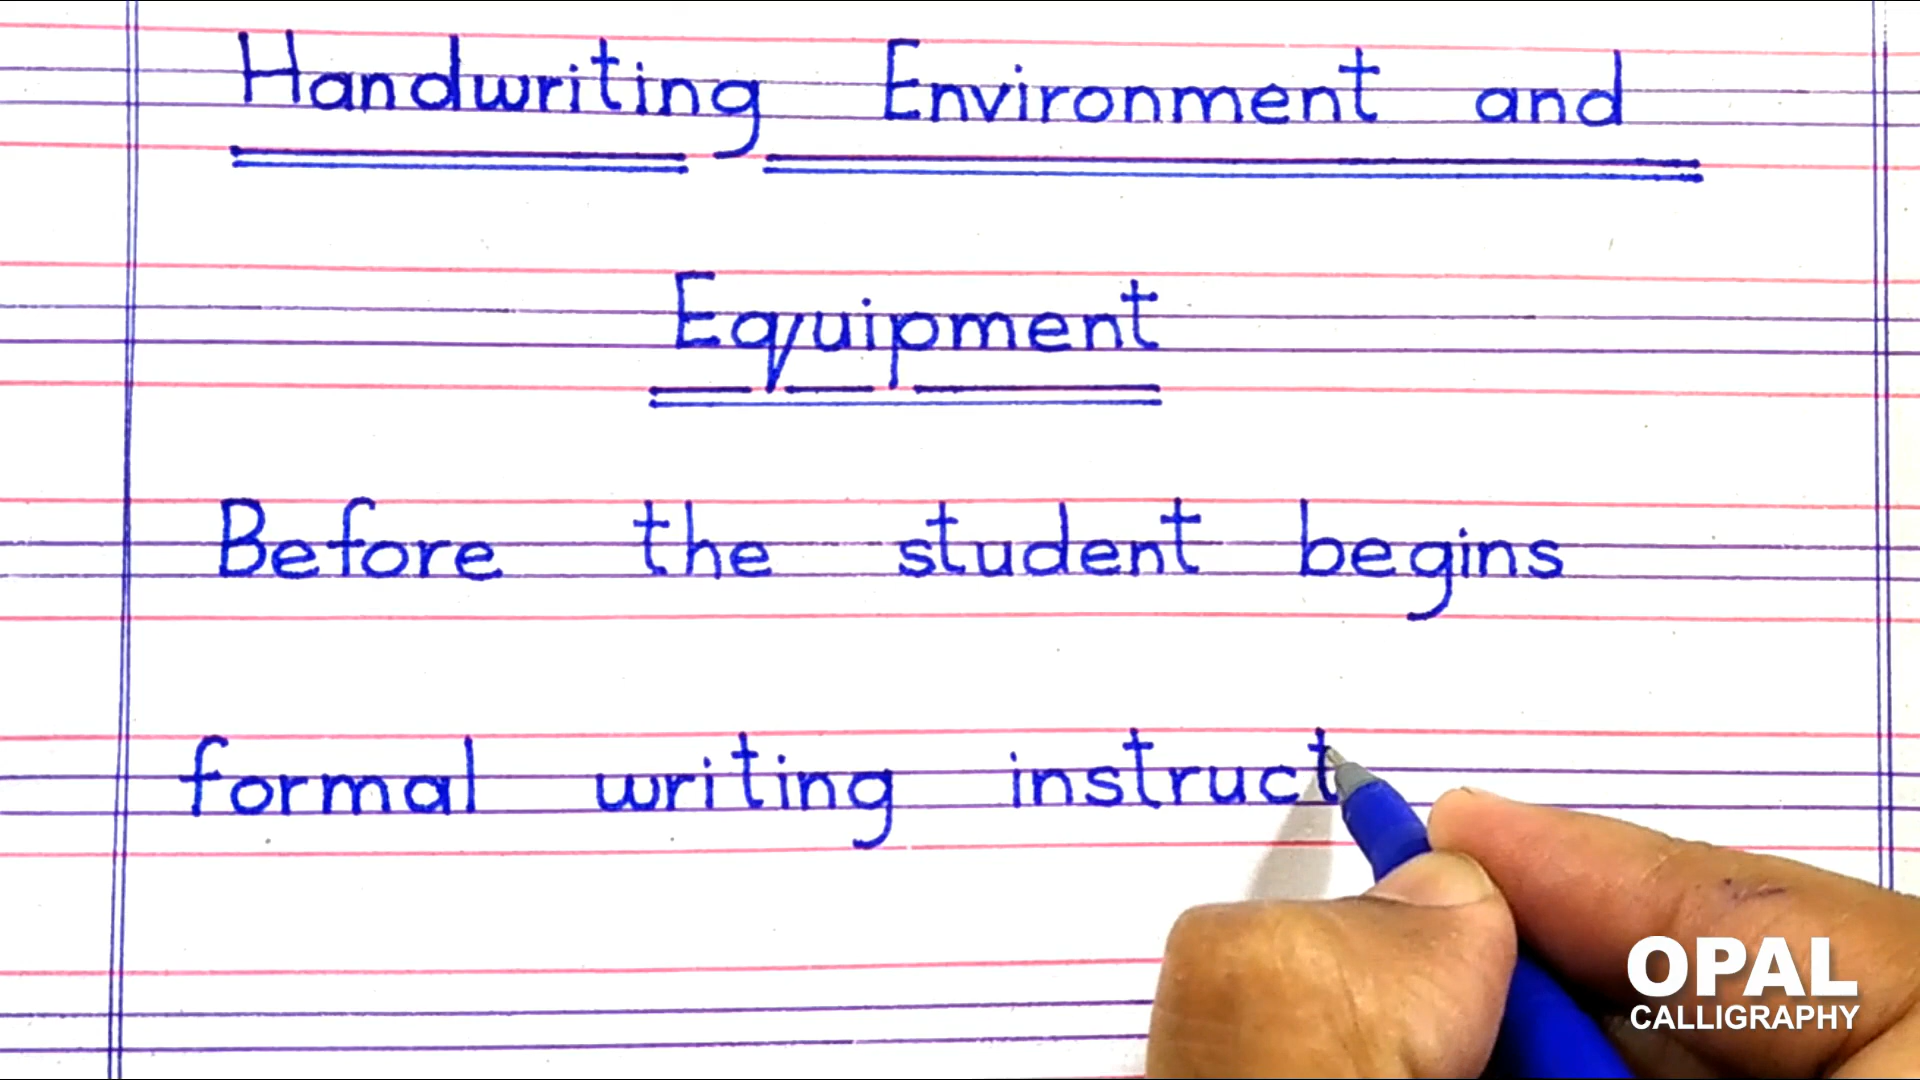 Handwriting Environment and
Equipment
Before the student begins
formal writing instruct
OPAL
CALLIGRAPHY